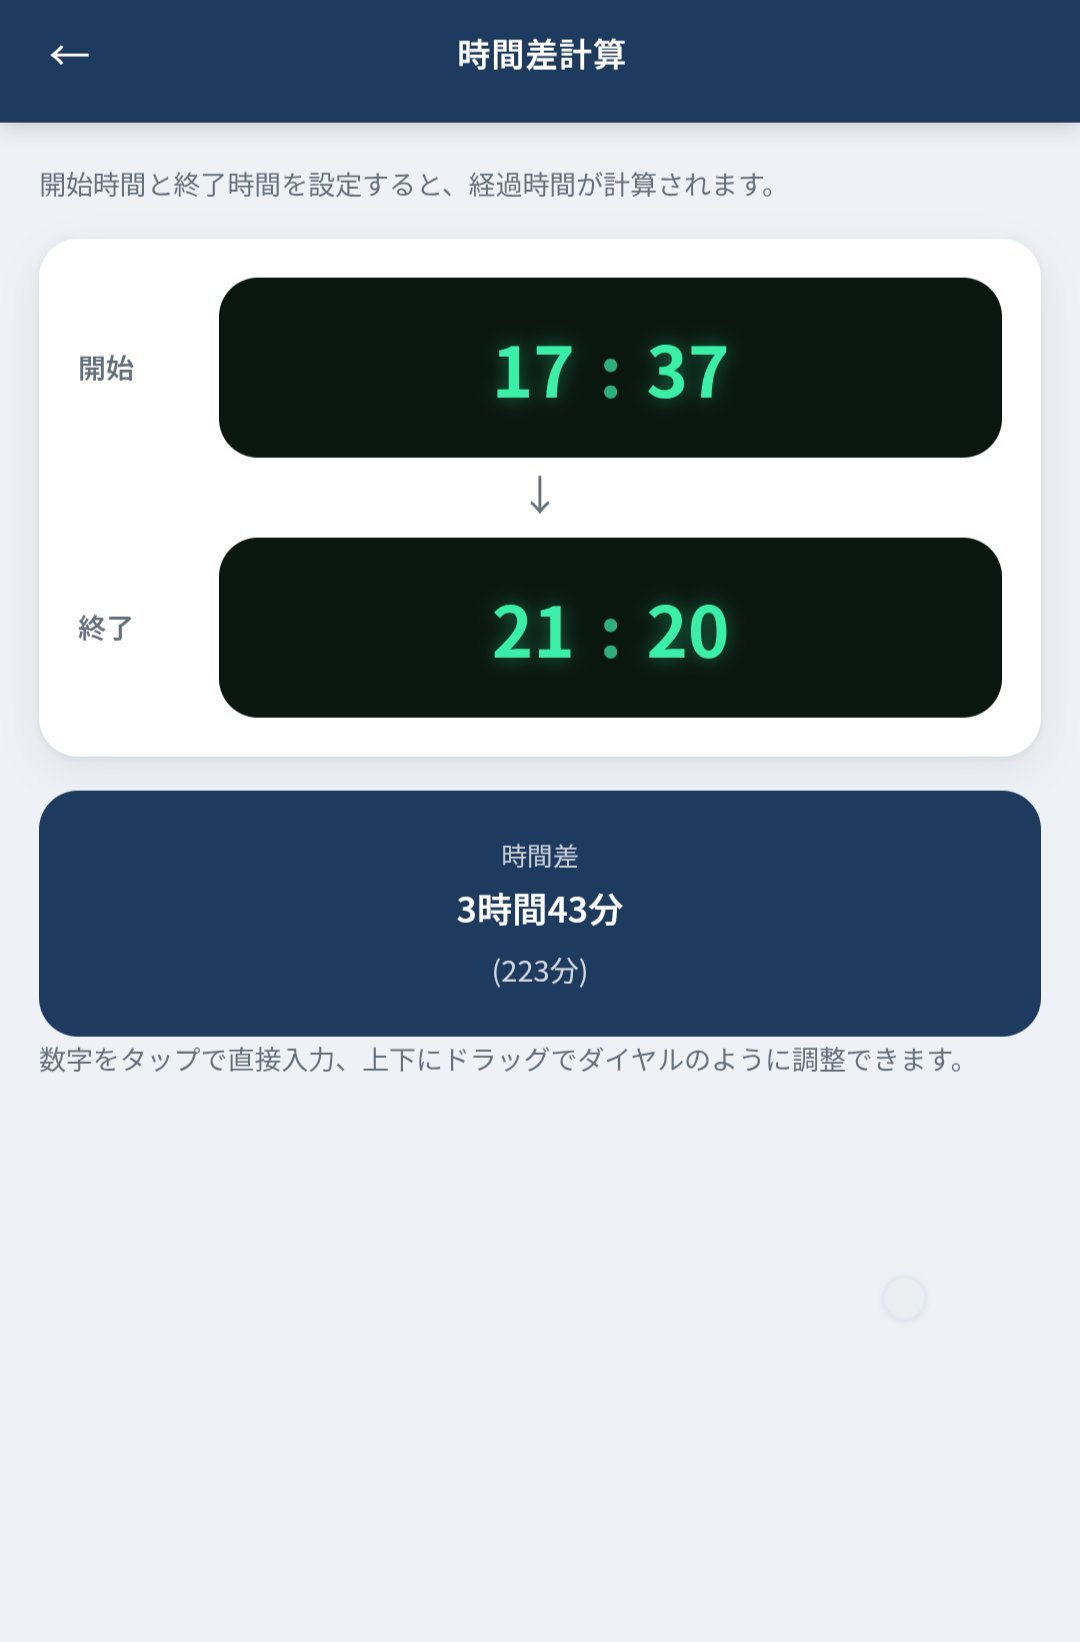 ←
時間差計算
開始時間と終了時間を設定すると、経過時間が計算されます。
開始
17 : 37
↓
終了
21 : 20
時間差
3時間43分
(223分)
数字をタップで直接入力、上下にドラッグでダイヤルのように調整できます。